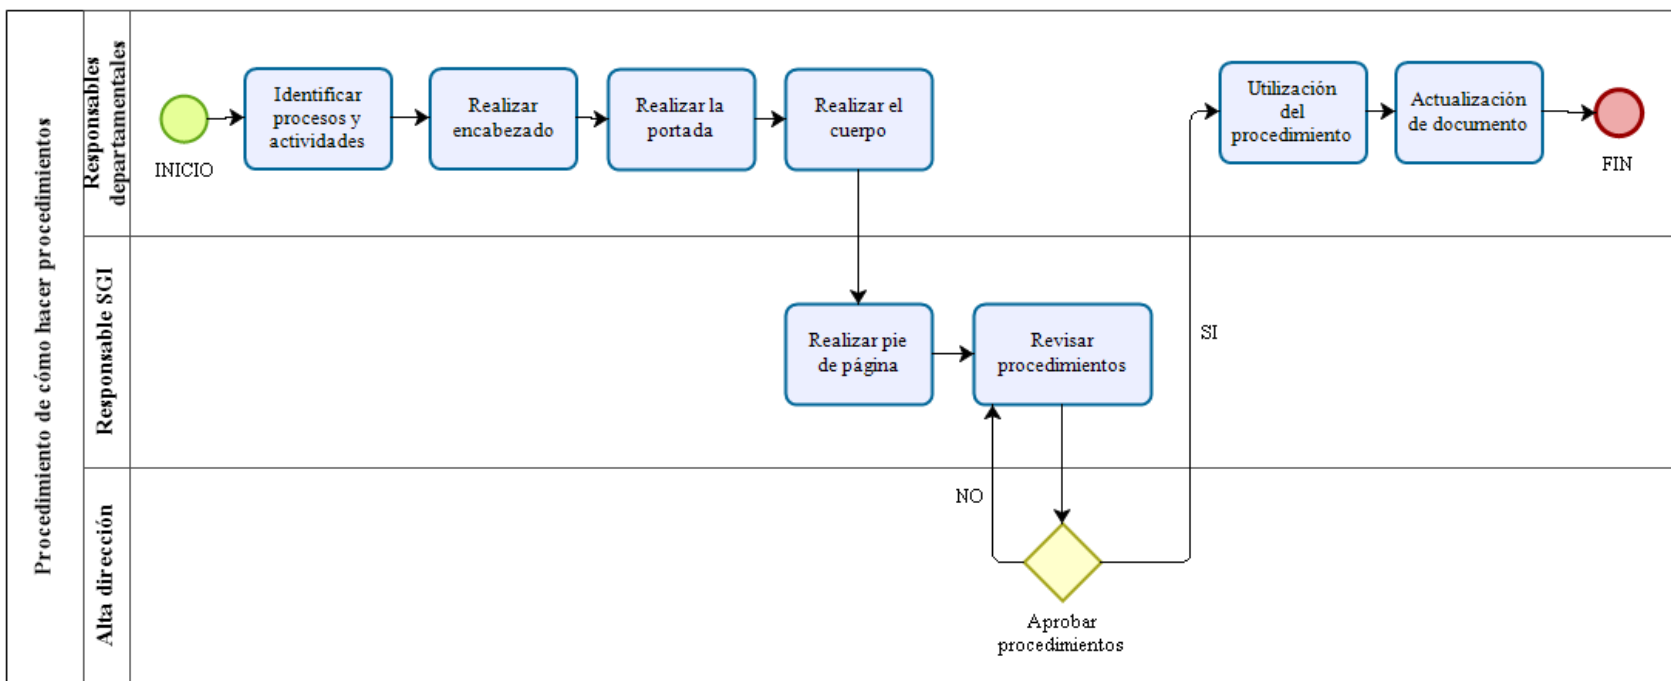 Procedimiento de cómo hacer procedimientos
Responsables
departamentales
INICIO
Identificar
procesos y
actividades
Realizar
encabezado
Realizar la
portada
Realizar el
cuerpo
Utilización
del
procedimiento
Actualización
de documento
FIN
Responsable SGI
Realizar pie
de página
Revisar
procedimientos
SI
Alta dirección
NO
Aprobar
procedimientos